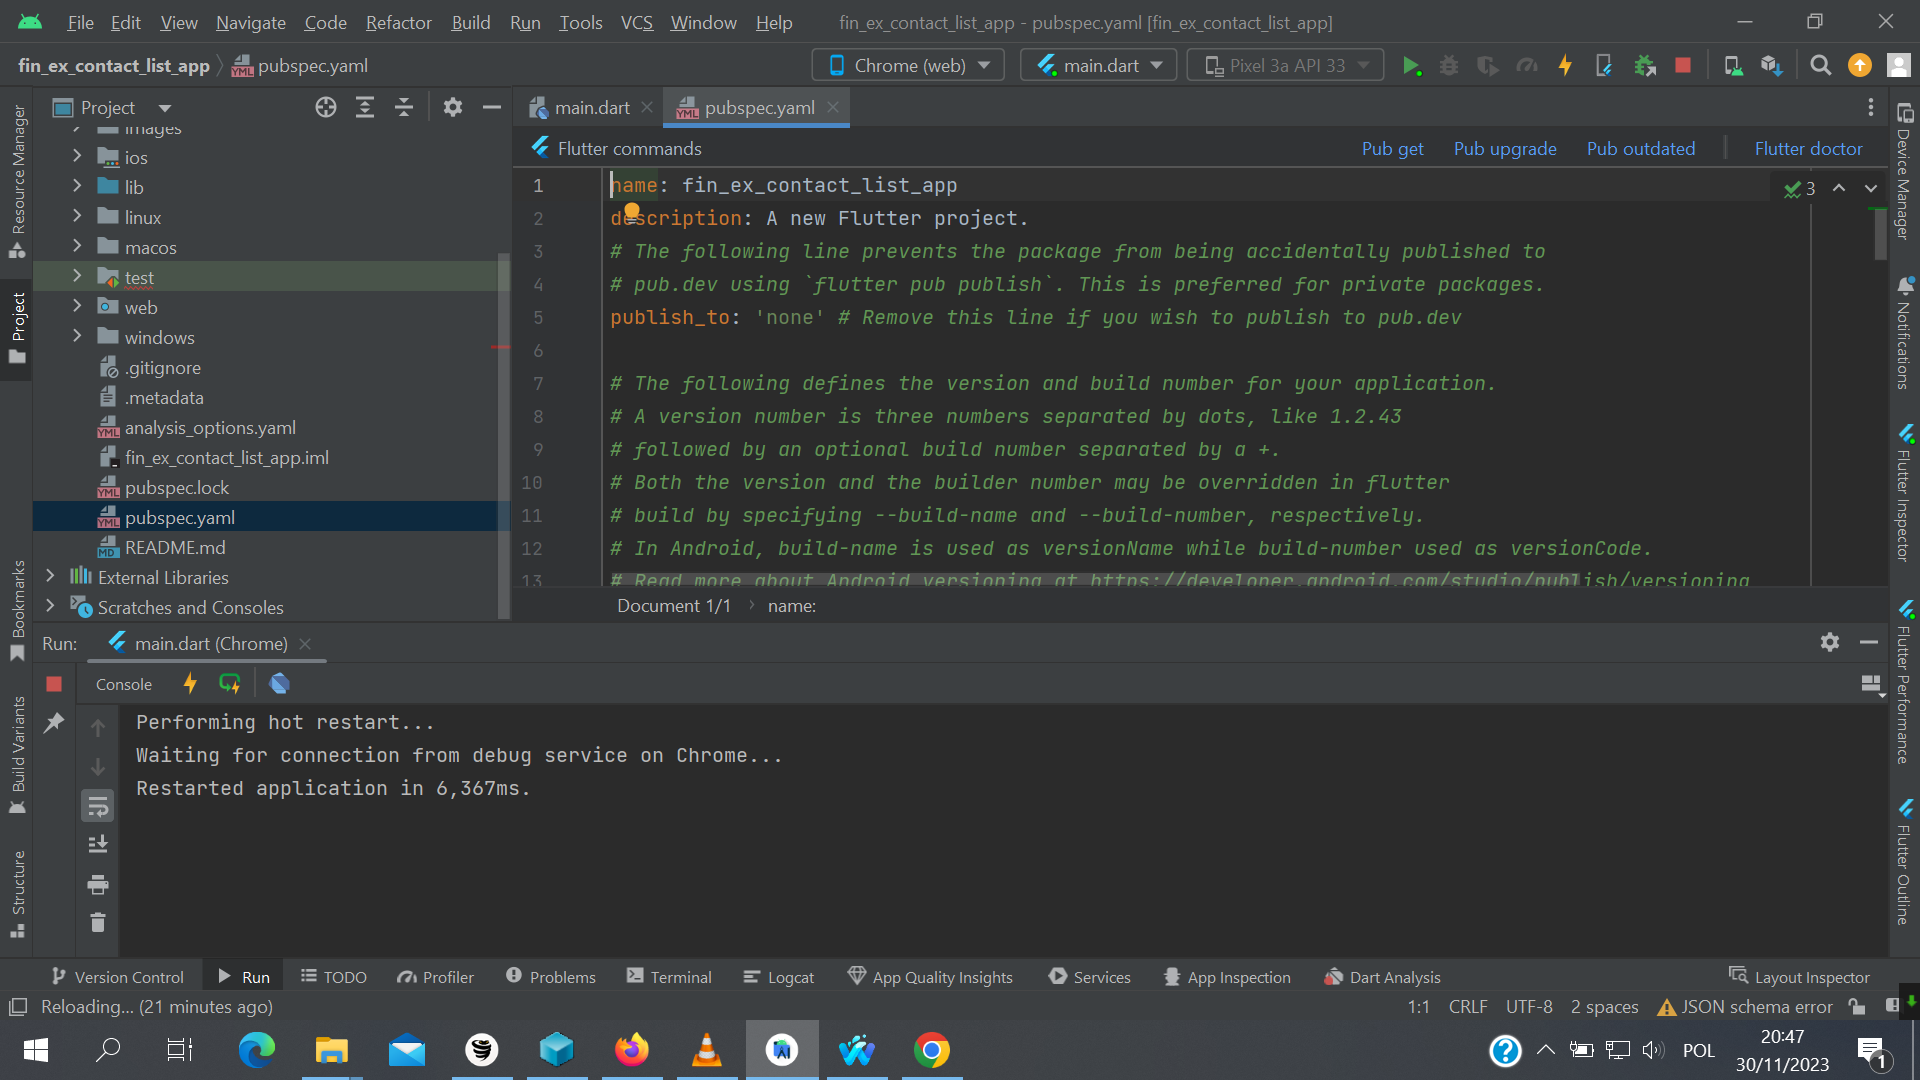 File Edit View Navigate Code Refactor Build Run Tools VCS Window Help fin_ex_contact_list_app - pubspec.yaml [fin_ex_contact_list_app]
fin_ex_contact_list_app pubspec.yaml Chrome (web) main.dart Pixel 3a API 33
Project main.dart pubspec.yaml
Flutter commands Pub get Pub upgrade Pub outdated Flutter doctor
images
ios
lib
linux
macos
test
web
windows
.gitignore
.metadata
analysis_options.yaml
fin_ex_contact_list_app.iml
pubspec.lock
pubspec.yaml
README.md
External Libraries
Scratches and Consoles
1 name: fin_ex_contact_list_app
3
2 description: A new Flutter project.
3 # The following line prevents the package from being accidentally published to
4 # pub.dev using `flutter pub publish`. This is preferred for private packages.
5 publish_to: 'none' # Remove this line if you wish to publish to pub.dev
6
7 # The following defines the version and build number for your application.
8 # A version number is three numbers separated by dots, like 1.2.43
9 # followed by an optional build number separated by a +.
10 # Both the version and the builder number may be overridden in flutter
11 # build by specifying --build-name and --build-number, respectively.
12 # In Android, build-name is used as versionName while build-number used as versionCode.
13 # Read more about Android versioning at https://developer.android.com/studio/publish/versioning
Document 1/1 name:
Resource Manager
Project
Bookmarks
Build Variants
Structure
Device Manager
Notifications
Flutter Inspector
Flutter Performance
Flutter Outline
Run: main.dart (Chrome)
Console
Performing hot restart...
Waiting for connection from debug service on Chrome...
Restarted application in 6,367ms.
Version Control Run TODO Profiler Problems Terminal Logcat App Quality Insights Services App Inspection Dart Analysis Layout Inspector
Reloading... (21 minutes ago) 1:1 CRLF UTF-8 2 spaces JSON schema error
POL 20:47
30/11/2023
1